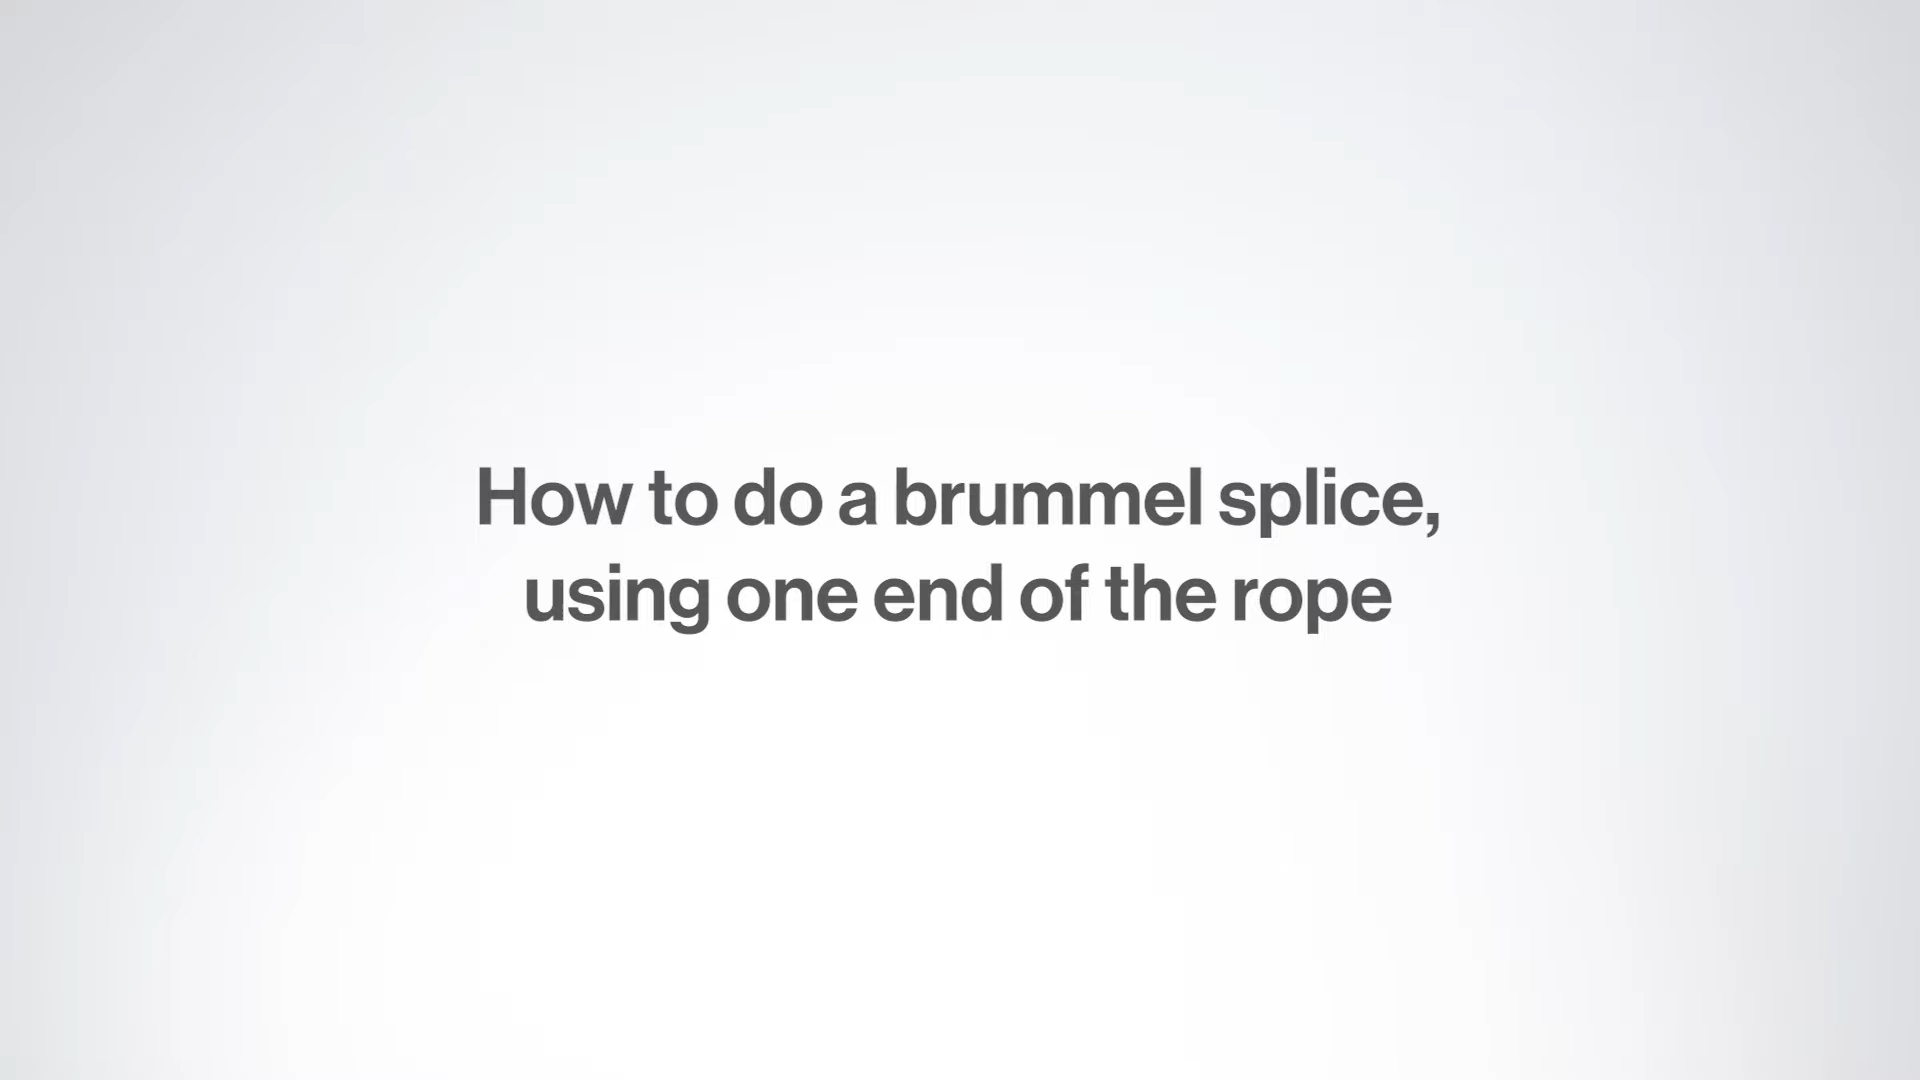 How to do a brummel splice,
using one end of the rope